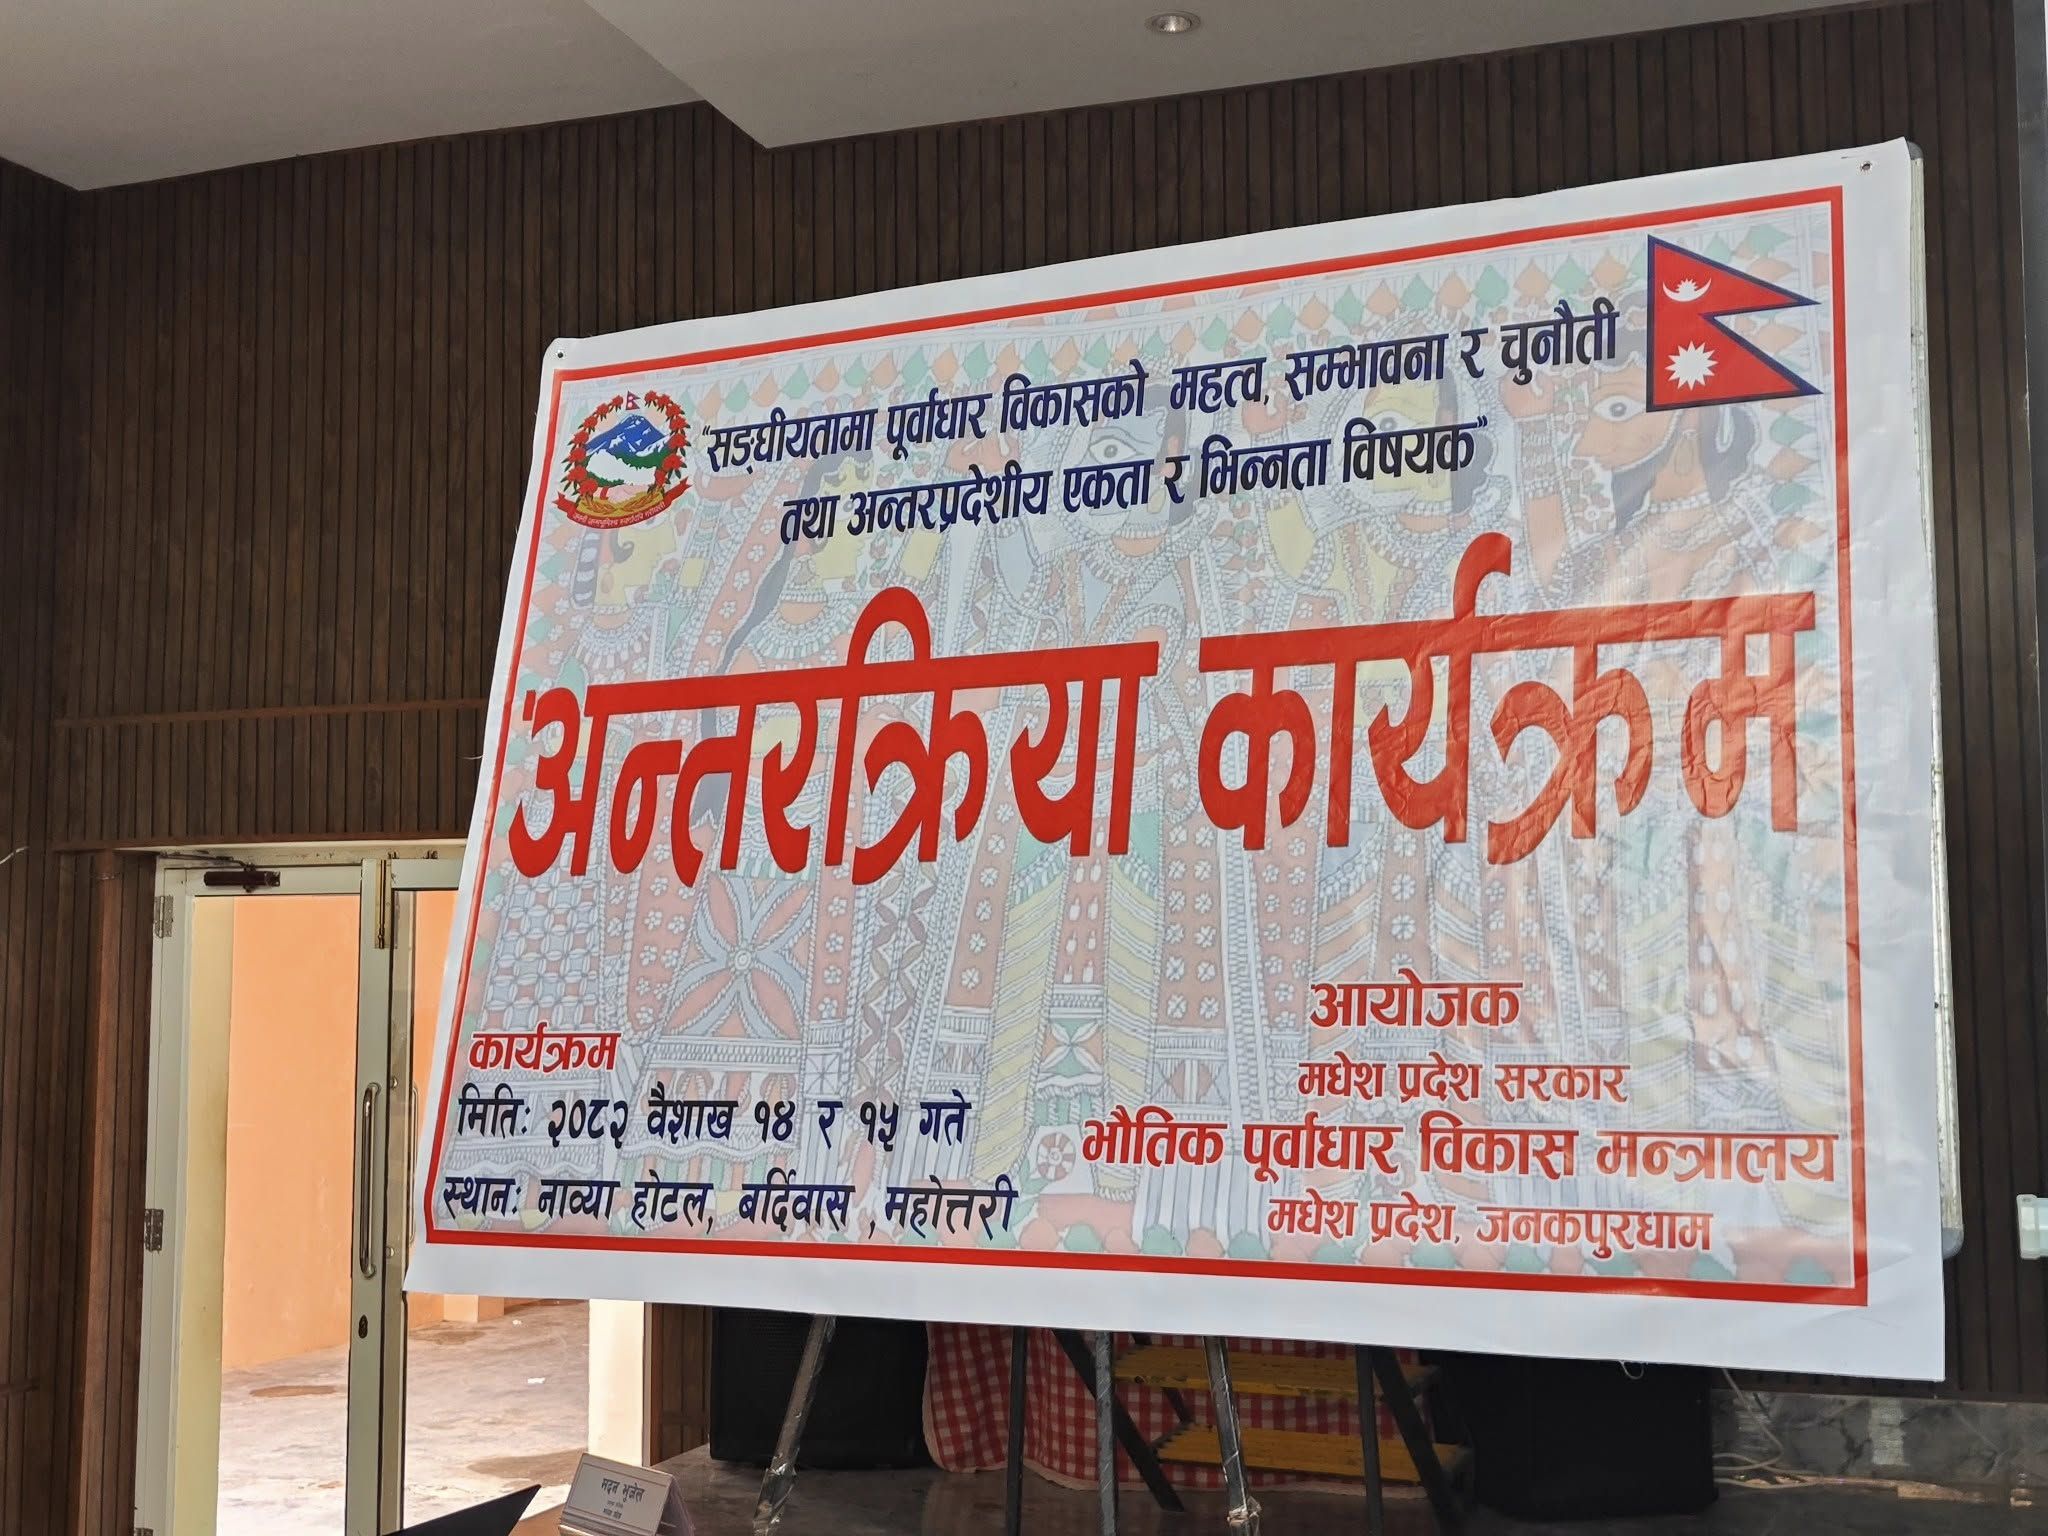 "सङ्घीयतामा पूर्वाधार विकासको महत्व, सम्भावना र चुनौती
तथा अन्तरप्रदेशीय एकता र भिन्नता विषयक"
"अन्तरक्रिया कार्यक्रम
कार्यक्रम
मितिः २०८२ वैशाख १४ र १५ गते
स्थानः नाव्या होटल, बर्दिवास ,महोत्तरी
आयोजक
मधेश प्रदेश सरकार
भौतिक पूर्वाधार विकास मन्त्रालय
मधेश प्रदेश, जनकपुरधाम
मदन भुजेल